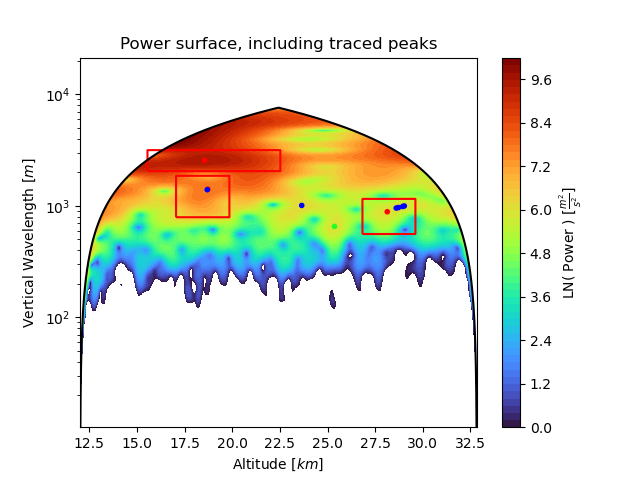 Power surface, including traced peaks
Vertical Wavelength [m]
10^4
10^3
10^2
12.5 15.0 17.5 20.0 22.5 25.0 27.5 30.0 32.5
Altitude [km]
9.6
8.4
7.2
6.0
4.8
3.6
2.4
1.2
0.0
LN( Power ) [m^2/s^2]